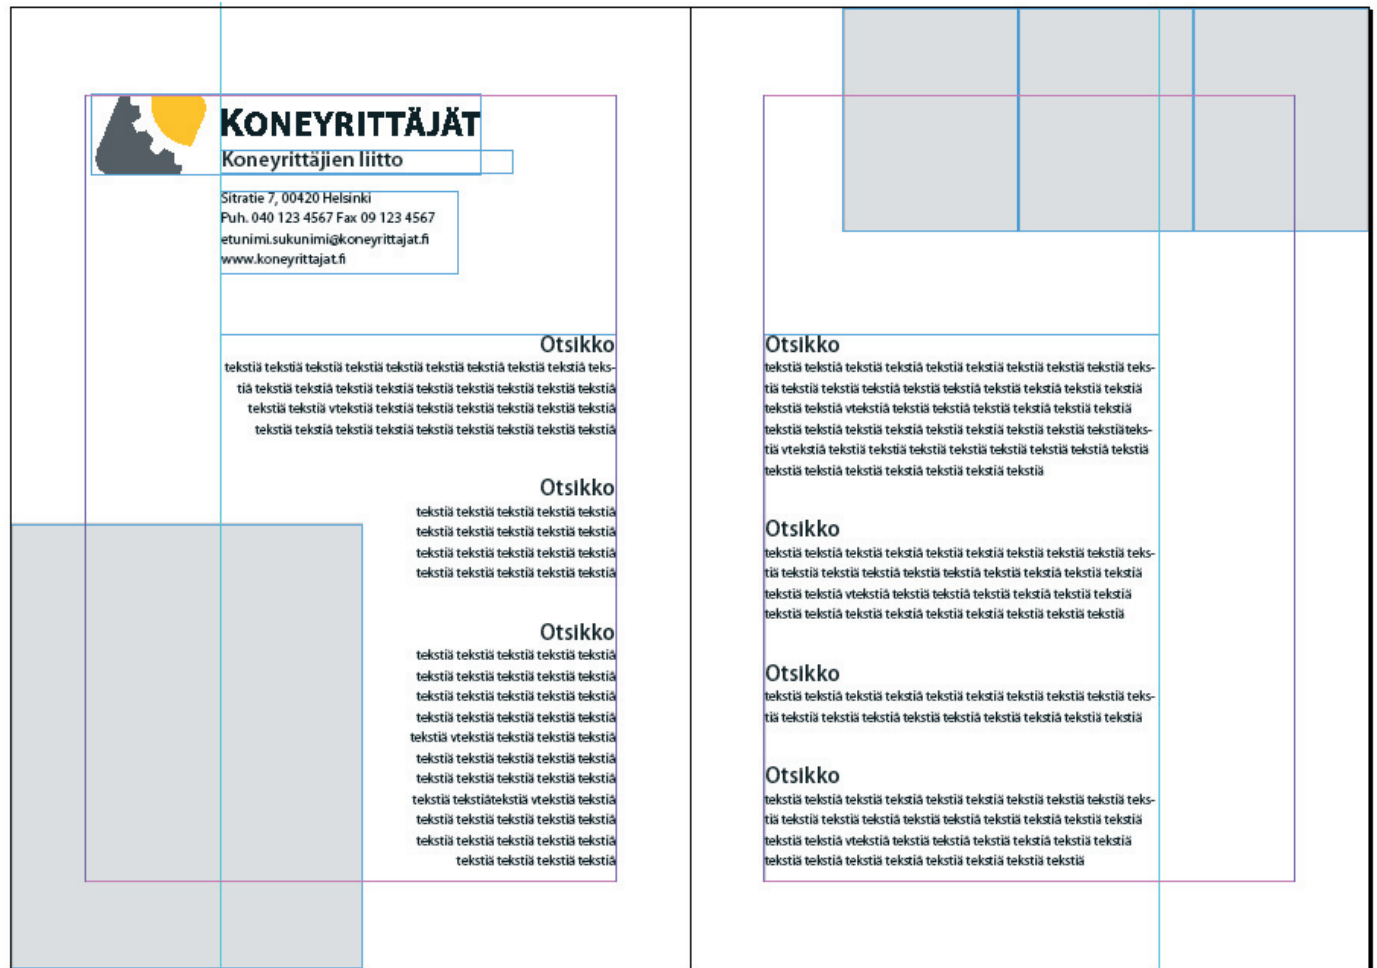 KONEYRITTÄJÄT
Koneyrittäjien liitto
Sitratie 7, 00420 Helsinki
Puh. 040 123 4567 Fax 09 123 4567
etunimi.sukunimi@koneyrittajat.fi
www.koneyrittajat.fi
Otsikko
tekstiä tekstiä tekstiä tekstiä tekstiä tekstiä tekstiä tekstiä tekstiä teks-
tiä tekstiä tekstiä tekstiä tekstiä tekstiä tekstiä tekstiä tekstiä tekstiä
tekstiä tekstiä vtekstiä tekstiä tekstiä tekstiä tekstiä tekstiä tekstiä
tekstiä tekstiä tekstiä tekstiä tekstiä tekstiä tekstiä tekstiä tekstiä
Otsikko
tekstiä tekstiä tekstiä tekstiä tekstiä
tekstiä tekstiä tekstiä tekstiä tekstiä
tekstiä tekstiä tekstiä tekstiä tekstiä
tekstiä tekstiä tekstiä tekstiä tekstiä
Otsikko
tekstiä tekstiä tekstiä tekstiä tekstiä
tekstiä tekstiä tekstiä tekstiä tekstiä
tekstiä tekstiä tekstiä tekstiä tekstiä
tekstiä tekstiä tekstiä tekstiä tekstiä
tekstiä vtekstiä tekstiä tekstiä tekstiä
tekstiä tekstiä tekstiä tekstiä tekstiä
tekstiä tekstiä tekstiä tekstiä tekstiä
tekstiä tekstiätekstiä vtekstiä tekstiä
tekstiä tekstiä tekstiä tekstiä tekstiä
tekstiä tekstiä tekstiä tekstiä tekstiä
tekstiä tekstiä tekstiä tekstiä
Otsikko
tekstiä tekstiä tekstiä tekstiä tekstiä tekstiä tekstiä tekstiä tekstiä teks-
tiä tekstiä tekstiä tekstiä tekstiä tekstiä tekstiä tekstiä tekstiä tekstiä
tekstiä tekstiä vtekstiä tekstiä tekstiä tekstiä tekstiä tekstiä tekstiä
tekstiä tekstiä tekstiä tekstiä tekstiä tekstiä tekstiä tekstiä tekstiäteks-
tiä vtekstiä tekstiä tekstiä tekstiä tekstiä tekstiä tekstiä tekstiä tekstiä
tekstiä tekstiä tekstiä tekstiä tekstiä tekstiä tekstiä
Otsikko
tekstiä tekstiä tekstiä tekstiä tekstiä tekstiä tekstiä tekstiä tekstiä teks-
tiä tekstiä tekstiä tekstiä tekstiä tekstiä tekstiä tekstiä tekstiä tekstiä
tekstiä tekstiä vtekstiä tekstiä tekstiä tekstiä tekstiä tekstiä tekstiä
tekstiä tekstiä tekstiä tekstiä tekstiä tekstiä tekstiä tekstiä tekstiä
Otsikko
tekstiä tekstiä tekstiä tekstiä tekstiä tekstiä tekstiä tekstiä tekstiä teks-
tiä tekstiä tekstiä tekstiä tekstiä tekstiä tekstiä tekstiä tekstiä tekstiä
Otsikko
tekstiä tekstiä tekstiä tekstiä tekstiä tekstiä tekstiä tekstiä tekstiä teks-
tiä tekstiä tekstiä tekstiä tekstiä tekstiä tekstiä tekstiä tekstiä tekstiä
tekstiä tekstiä vtekstiä tekstiä tekstiä tekstiä tekstiä tekstiä tekstiä
tekstiä tekstiä tekstiä tekstiä tekstiä tekstiä tekstiä tekstiä